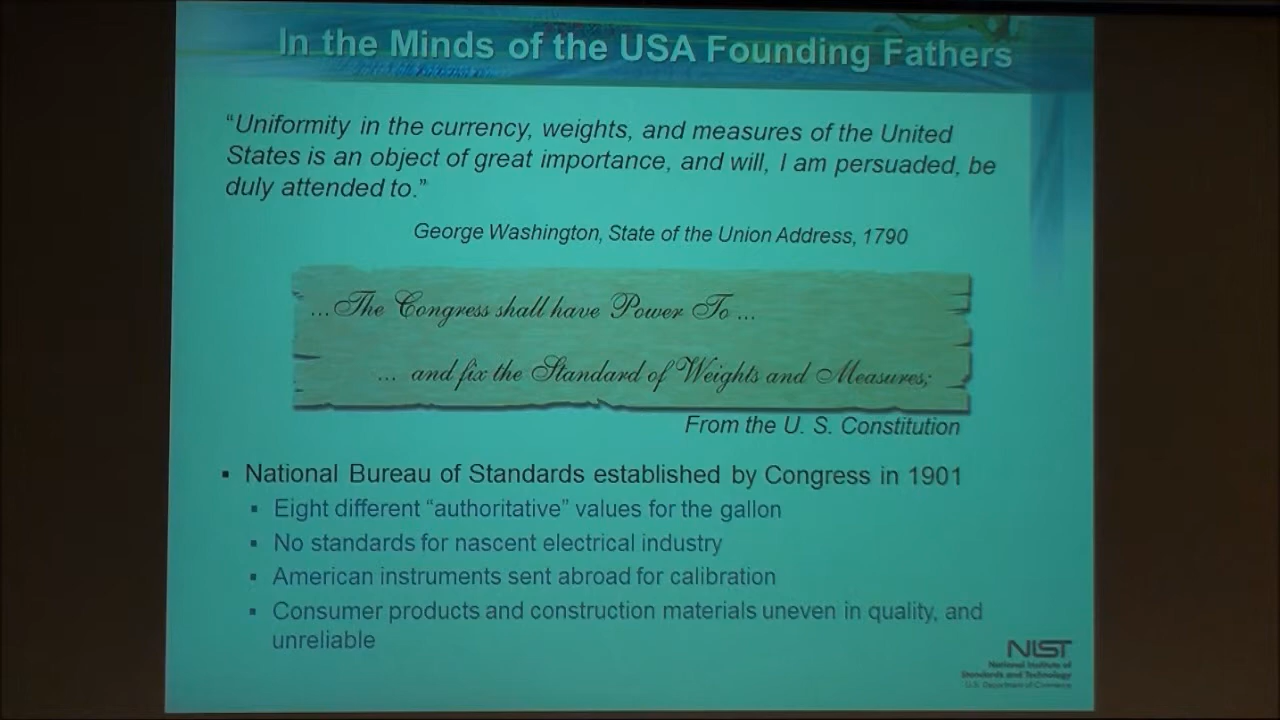 In the Minds of the USA Founding Fathers
“Uniformity in the currency, weights, and measures of the United
States is an object of great importance, and will, I am persuaded, be
duly attended to.”
George Washington, State of the Union Address, 1790
...The Congress shall have Power To ...
... and fix the Standard of Weights and Measures;
From the U. S. Constitution
▪ National Bureau of Standards established by Congress in 1901
▪ Eight different “authoritative” values for the gallon
▪ No standards for nascent electrical industry
▪ American instruments sent abroad for calibration
▪ Consumer products and construction materials uneven in quality, and
unreliable
NIST
National Institute of
Standards and Technology
U.S. Department of Commerce